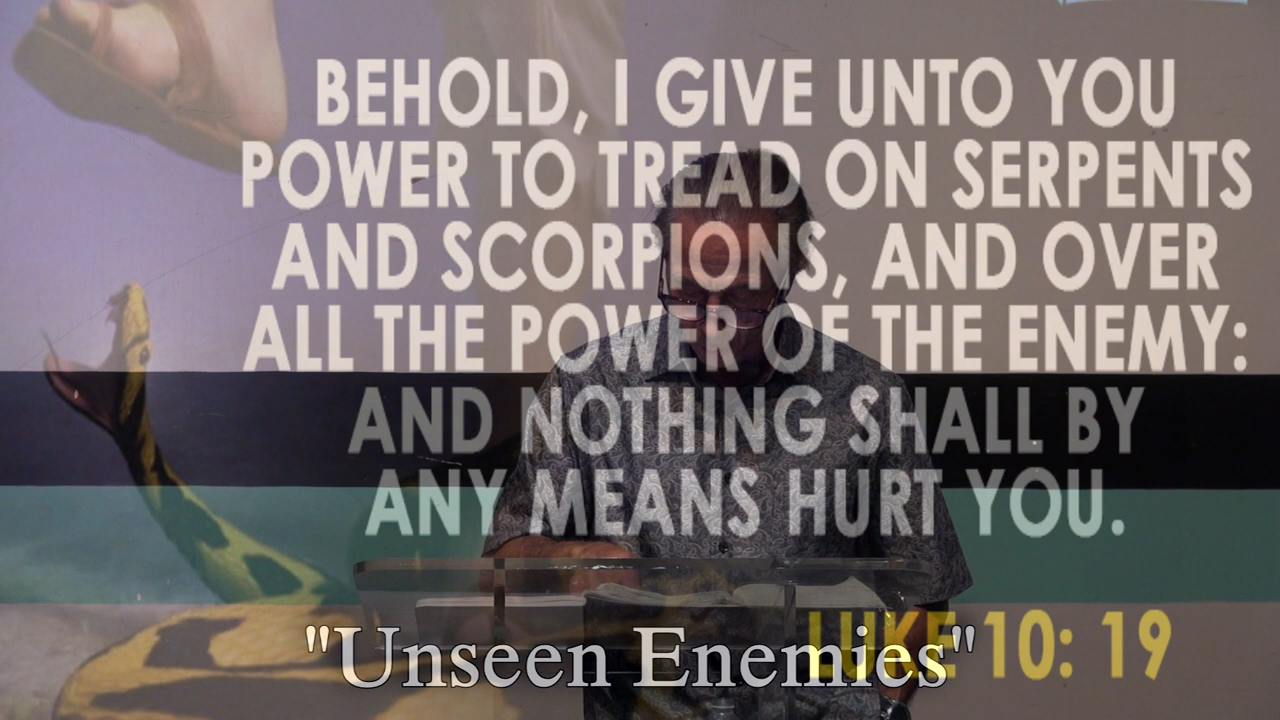 BEHOLD, I GIVE UNTO YOU
POWER TO TREAD ON SERPENTS
AND SCORPIONS, AND OVER
ALL THE POWER OF THE ENEMY:
AND NOTHING SHALL BY
ANY MEANS HURT YOU.
LUKE 10: 19
"Unseen Enemies"